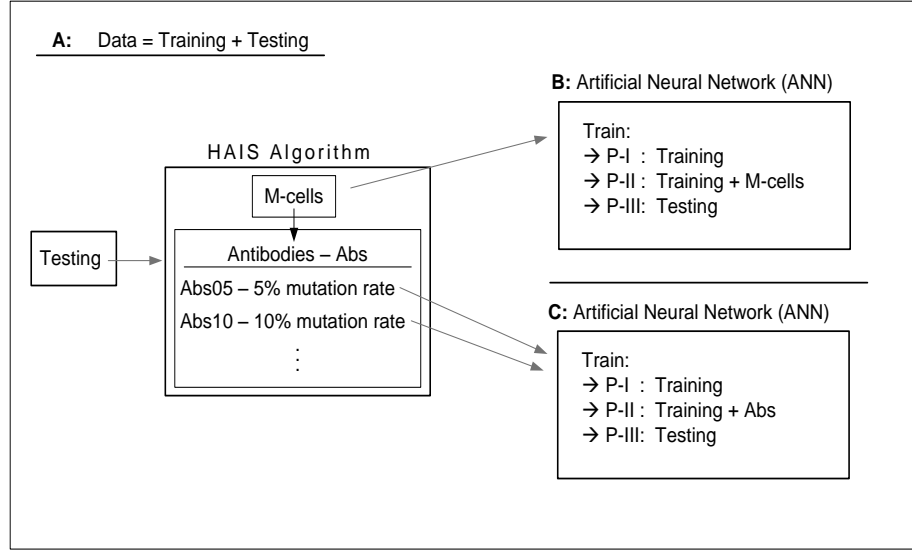 A: Data = Training + Testing
HAIS Algorithm
M-cells
Testing
Antibodies – Abs
Abs05 – 5% mutation rate
Abs10 – 10% mutation rate
B: Artificial Neural Network (ANN)
Train:
→ P-I : Training
→ P-II : Training + M-cells
→ P-III: Testing
C: Artificial Neural Network (ANN)
Train:
→ P-I : Training
→ P-II : Training + Abs
→ P-III: Testing